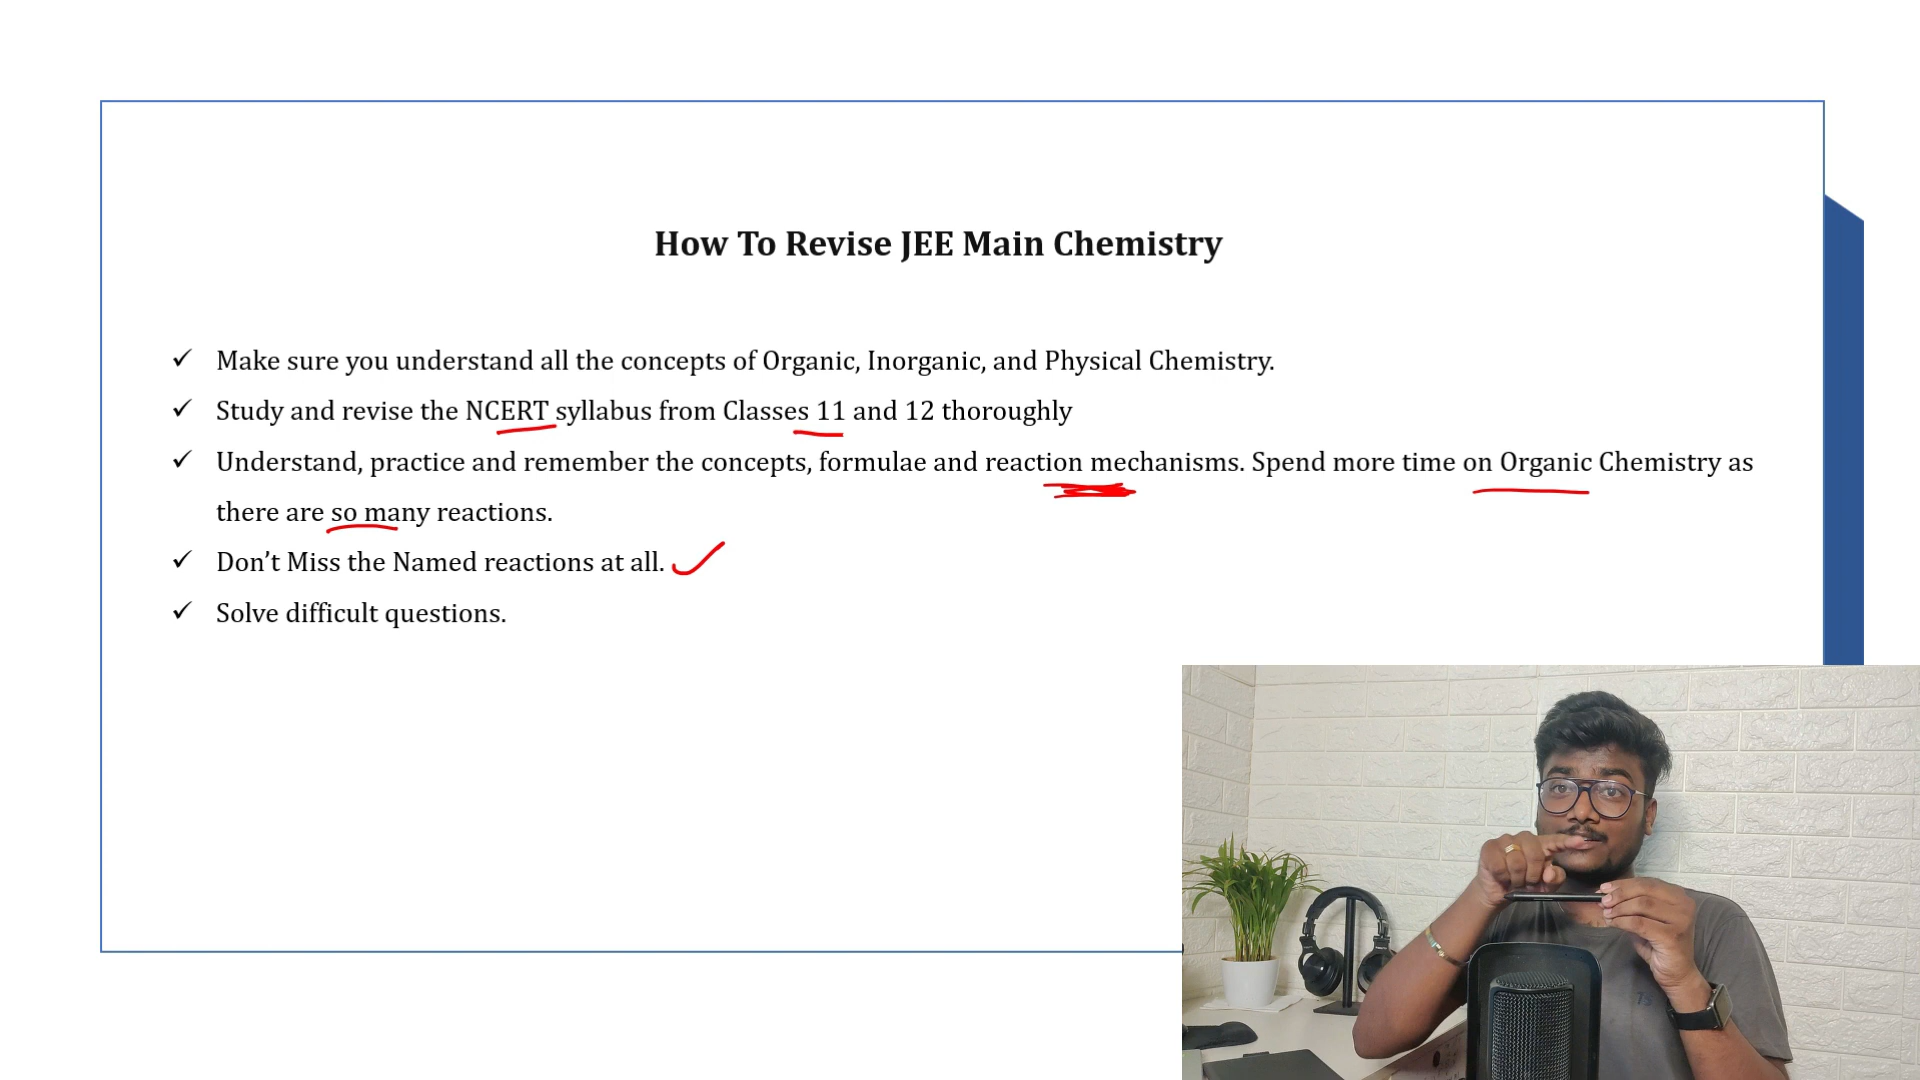 How To Revise JEE Main Chemistry
✓ Make sure you understand all the concepts of Organic, Inorganic, and Physical Chemistry.
✓ Study and revise the NCERT syllabus from Classes 11 and 12 thoroughly
✓ Understand, practice and remember the concepts, formulae and reaction mechanisms. Spend more time on Organic Chemistry as
there are so many reactions.
✓ Don’t Miss the Named reactions at all.
✓ Solve difficult questions.